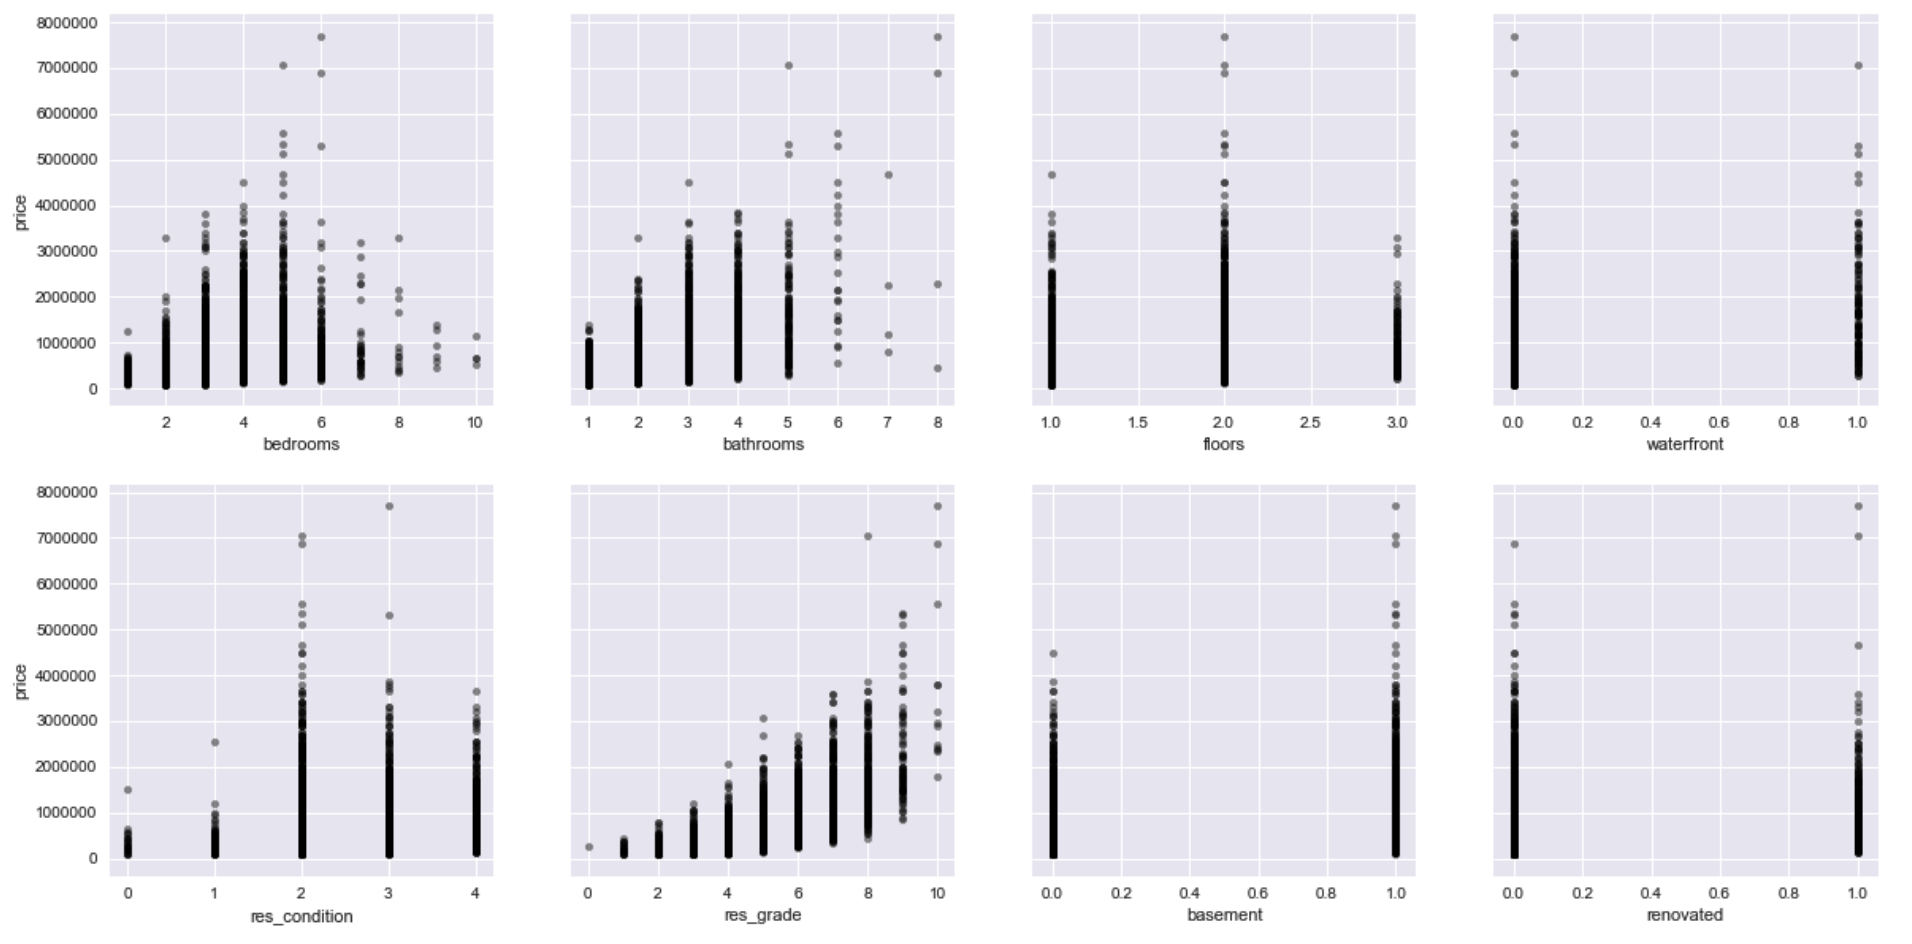 8000000
7000000
6000000
5000000
4000000
3000000
2000000
1000000
0
price
2 4 6 8 10
bedrooms
1 2 3 4 5 6 7 8
bathrooms
1.0 1.5 2.0 2.5 3.0
floors
0.0 0.2 0.4 0.6 0.8 1.0
waterfront
8000000
7000000
6000000
5000000
4000000
3000000
2000000
1000000
0
price
0 1 2 3 4
res_condition
0 2 4 6 8 10
res_grade
0.0 0.2 0.4 0.6 0.8 1.0
basement
0.0 0.2 0.4 0.6 0.8 1.0
renovated